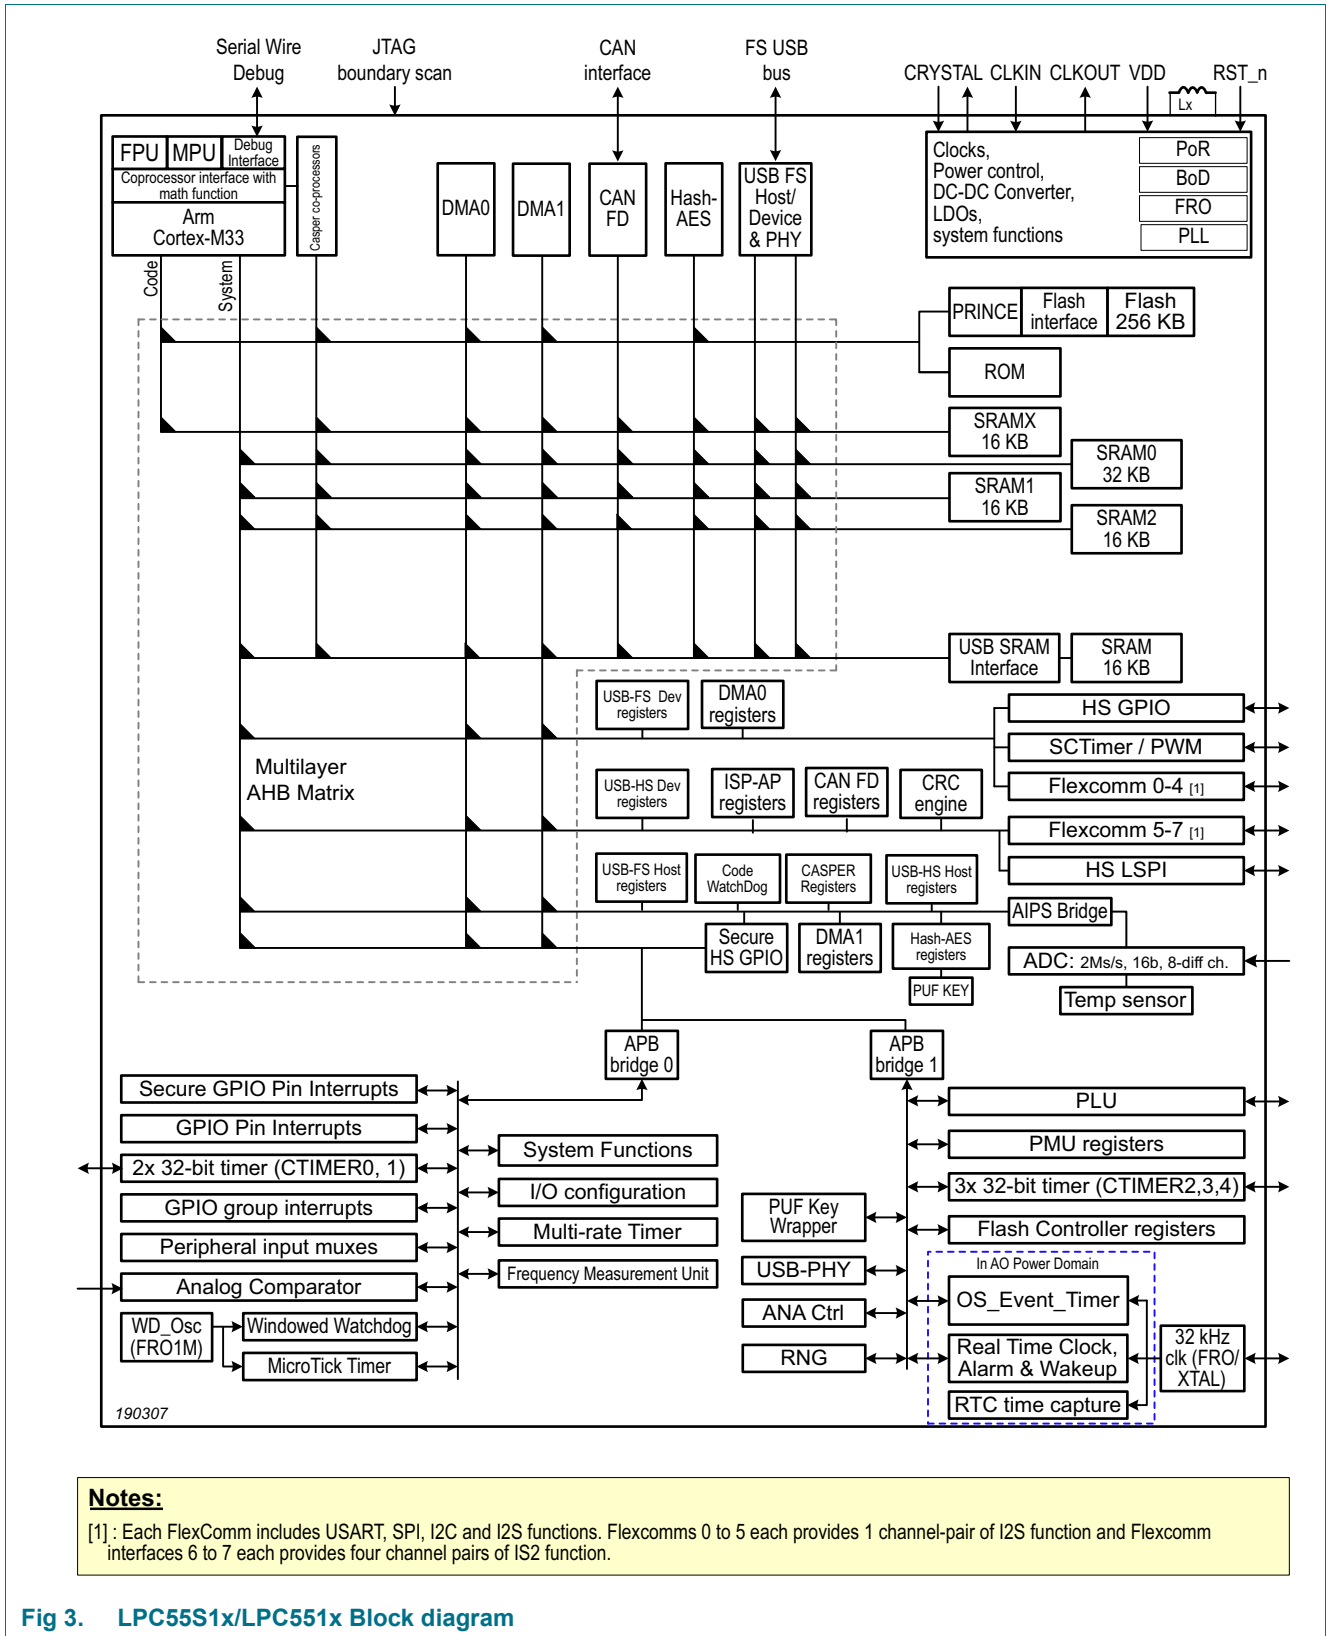 Serial Wire
Debug
JTAG
boundary scan
CAN
interface
FS USB
bus
CRYSTAL CLKIN CLKOUT VDD
RST_n
Lx
FPU
MPU
Debug
Interface
Coprocessor interface with
math function
Arm
Cortex-M33
Casper co-processors
DMA0
DMA1
CAN
FD
Hash-
AES
USB FS
Host/
Device
& PHY
Clocks,
Power control,
DC-DC Converter,
LDOs,
system functions
PoR
BoD
FRO
PLL
Code
System
PRINCE
Flash
interface
Flash
256 KB
ROM
SRAMX
16 KB
SRAM0
32 KB
SRAM1
16 KB
SRAM2
16 KB
USB SRAM
Interface
SRAM
16 KB
USB-FS Dev
registers
DMA0
registers
HS GPIO
SCTimer / PWM
Flexcomm 0-4 [1]
Multilayer
AHB Matrix
USB-HS Dev
registers
ISP-AP
registers
CAN FD
registers
CRC
engine
Flexcomm 5-7 [1]
HS LSPI
USB-FS Host
registers
Code
WatchDog
CASPER
Registers
USB-HS Host
registers
AIPS Bridge
Secure
HS GPIO
DMA1
registers
Hash-AES
registers
PUF KEY
ADC: 2Ms/s, 16b, 8-diff ch.
Temp sensor
APB
bridge 0
APB
bridge 1
Secure GPIO Pin Interrupts
GPIO Pin Interrupts
2x 32-bit timer (CTIMER0, 1)
GPIO group interrupts
Peripheral input muxes
Analog Comparator
WD_Osc
(FRO1M)
Windowed Watchdog
MicroTick Timer
System Functions
I/O configuration
Multi-rate Timer
Frequency Measurement Unit
PUF Key
Wrapper
USB-PHY
ANA Ctrl
RNG
PLU
PMU registers
3x 32-bit timer (CTIMER2,3,4)
Flash Controller registers
In AO Power Domain
OS_Event_Timer
Real Time Clock,
Alarm & Wakeup
RTC time capture
32 kHz
clk (FRO/
XTAL)
190307
Notes:
[1] : Each FlexComm includes USART, SPI, I2C and I2S functions. Flexcomms 0 to 5 each provides 1 channel-pair of I2S function and Flexcomm
interfaces 6 to 7 each provides four channel pairs of IS2 function.
Fig 3. LPC55S1x/LPC551x Block diagram